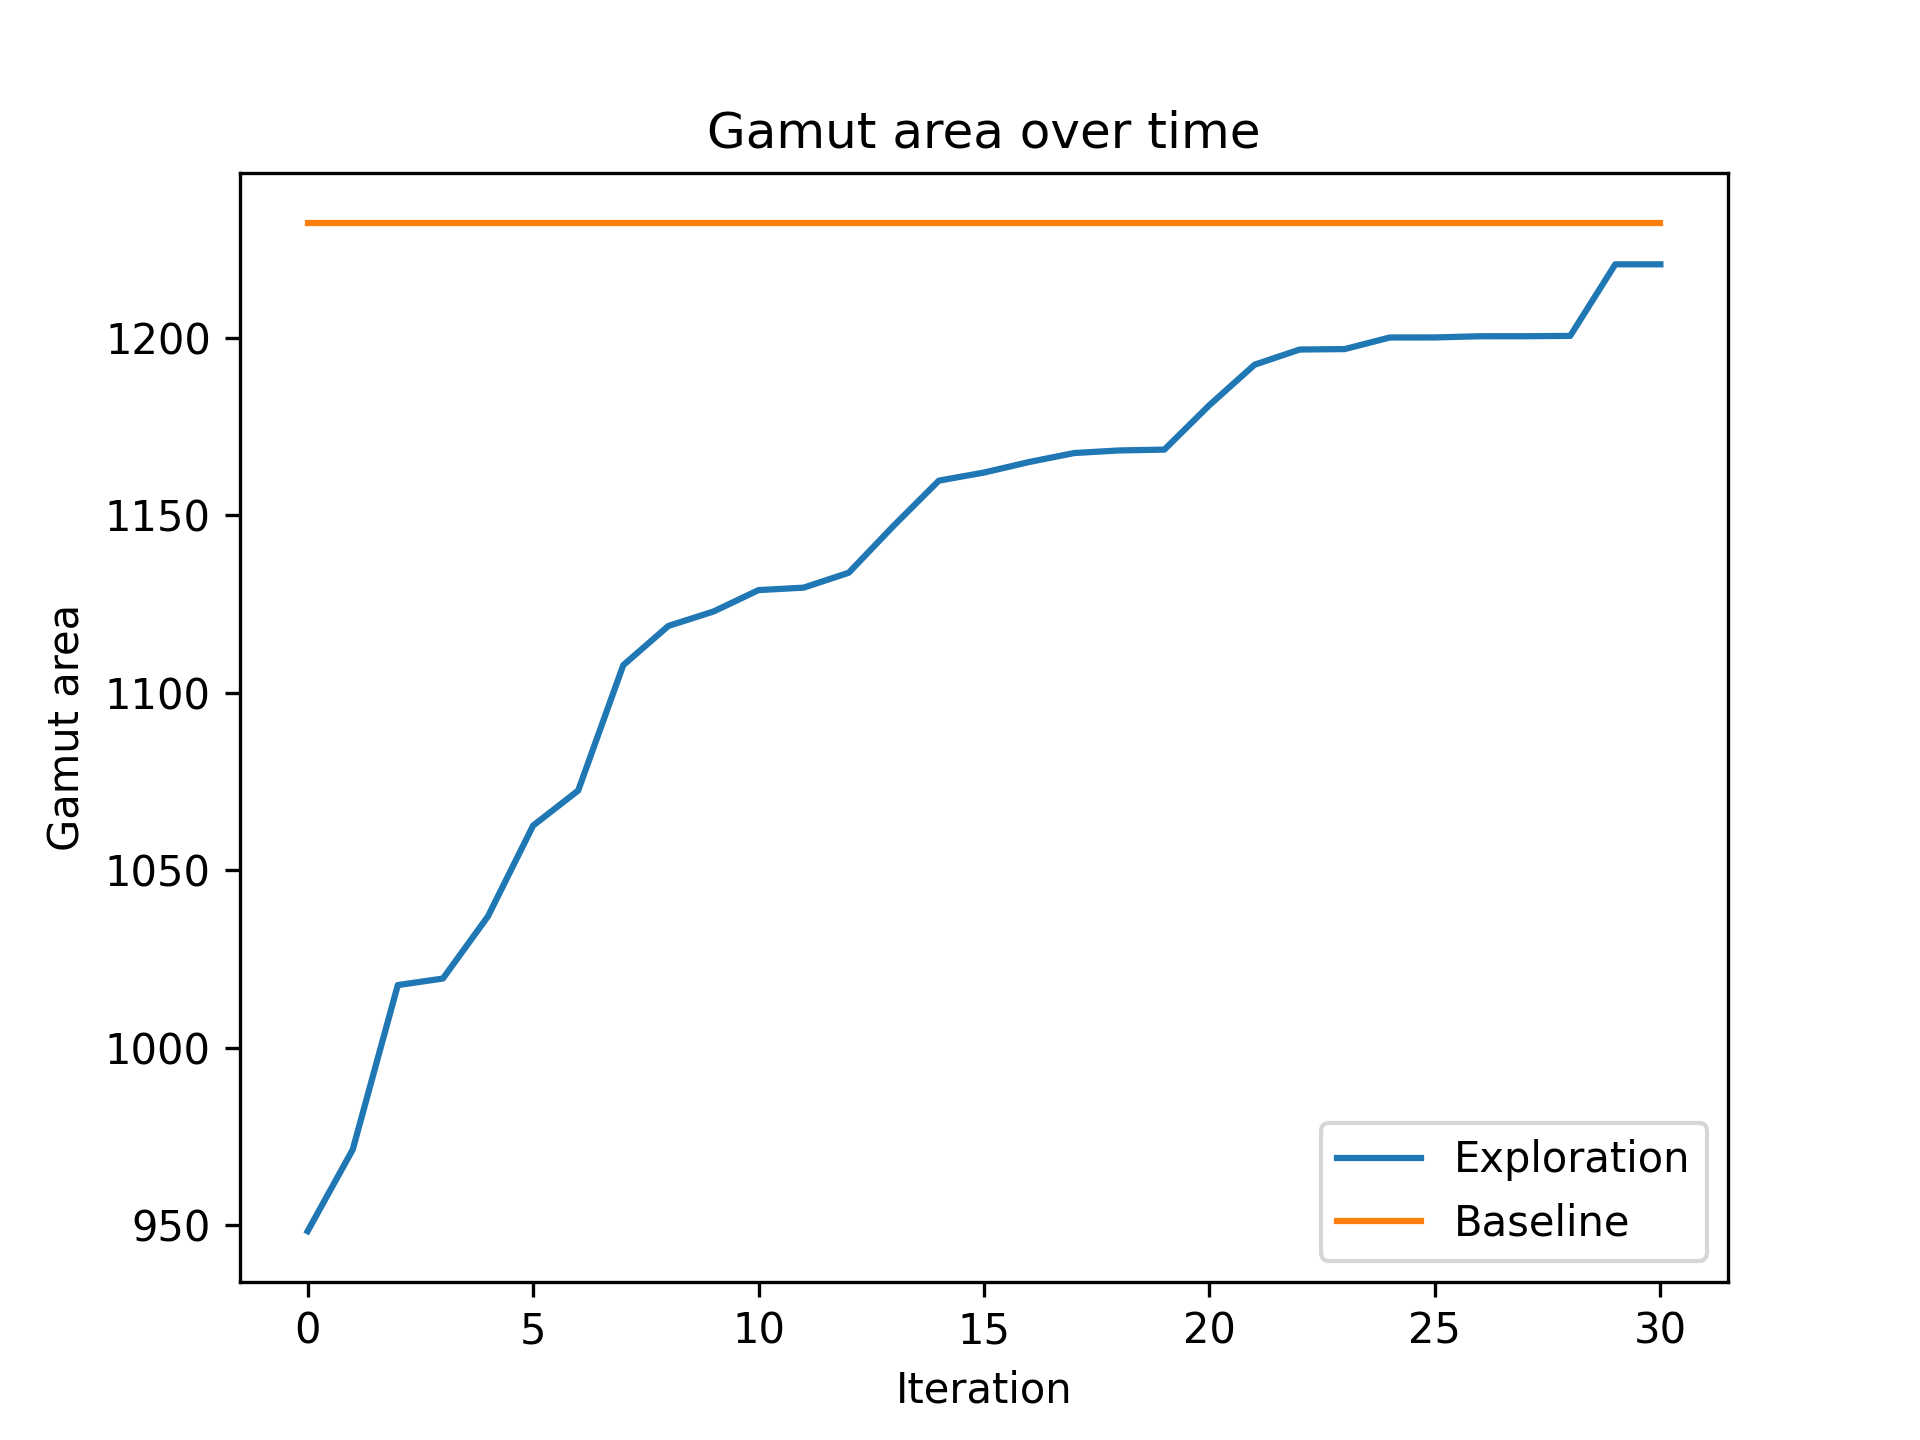 Gamut area over time
Gamut area
1200
1150
1100
1050
1000
950
0 5 10 15 20 25 30
Iteration
Exploration
Baseline